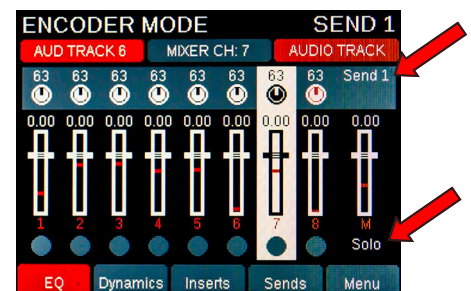 ENCODER MODE SEND 1
AUD TRACK 6 MIXER CH: 7 AUDIO TRACK
63 63 63 63 63 63 63 63 Send 1
0.00 0.00 0.00 0.00 0.00 0.00 0.00 0.00 0.00
1 2 3 4 5 6 7 8 M
Solo
EQ Dynamics Inserts Sends Menu